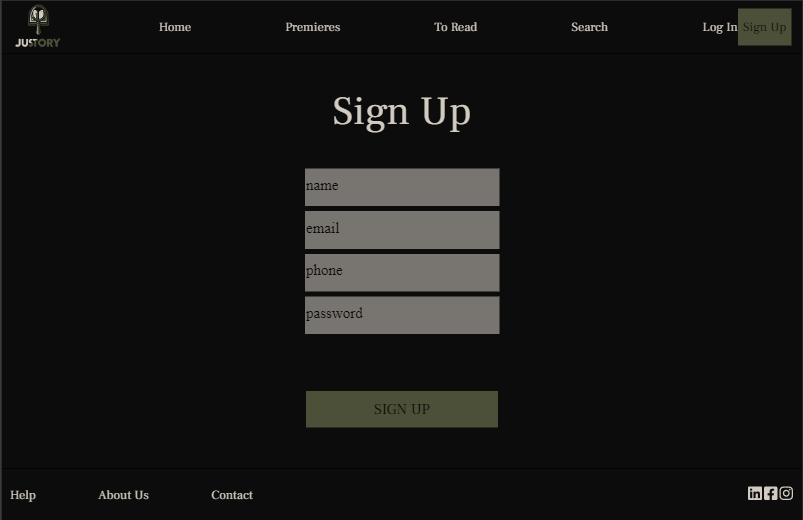 JUSTORY
Home Premieres To Read Search Log In Sign Up
Sign Up
name
email
phone
password
SIGN UP
Help About Us Contact